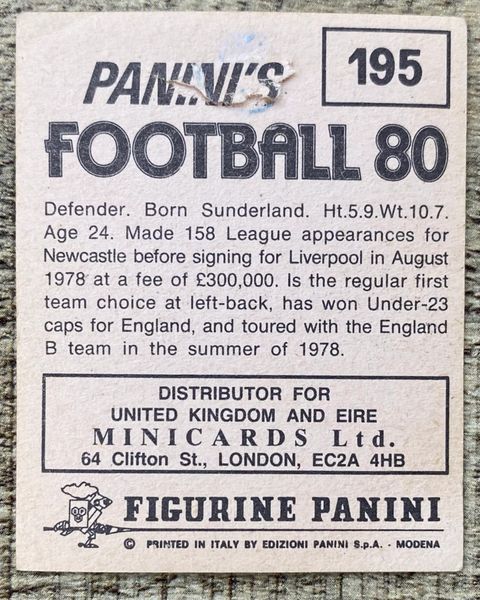 195
PANINI'S
FOOTBALL 80
Defender. Born Sunderland. Ht.5.9.Wt.10.7.
Age 24. Made 158 League appearances for
Newcastle before signing for Liverpool in August
1978 at a fee of £300,000. Is the regular first
team choice at left-back, has won Under-23
caps for England, and toured with the England
B team in the summer of 1978.
DISTRIBUTOR FOR
UNITED KINGDOM AND EIRE
MINICARDS Ltd.
64 Clifton St., LONDON, EC2A 4HB
FIGURINE PANINI
© PRINTED IN ITALY BY EDIZIONI PANINI S.p.A. - MODENA